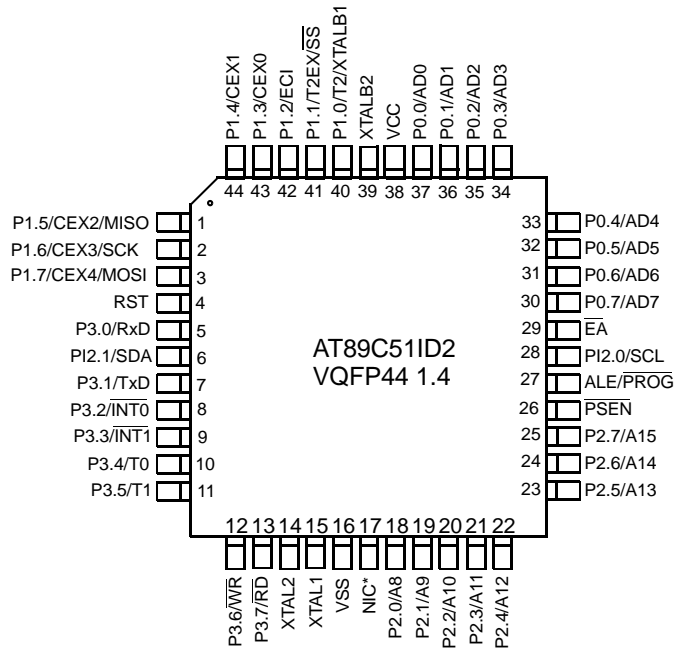 P1.4/CEX1
P1.3/CEX0
P1.2/ECI
P1.1/T2EX/S̅S̅
P1.0/T2/XTALB1
XTALB2
VCC
P0.0/AD0
P0.1/AD1
P0.2/AD2
P0.3/AD3
44 43 42 41 40 39 38 37 36 35 34
P1.5/CEX2/MISO 1
P1.6/CEX3/SCK 2
P1.7/CEX4/MOSI 3
RST 4
P3.0/RxD 5
PI2.1/SDA 6
P3.1/TxD 7
P3.2/I̅N̅T̅0̅ 8
P3.3/I̅N̅T̅1̅ 9
P3.4/T0 10
P3.5/T1 11
AT89C51ID2
VQFP44 1.4
33 P0.4/AD4
32 P0.5/AD5
31 P0.6/AD6
30 P0.7/AD7
29 E̅A̅
28 PI2.0/SCL
27 ALE/P̅R̅O̅G̅
26 P̅S̅E̅N̅
25 P2.7/A15
24 P2.6/A14
23 P2.5/A13
12 13 14 15 16 17 18 19 20 21 22
P3.6/W̅R̅
P3.7/R̅D̅
XTAL2
XTAL1
VSS
NIC*
P2.0/A8
P2.1/A9
P2.2/A10
P2.3/A11
P2.4/A12